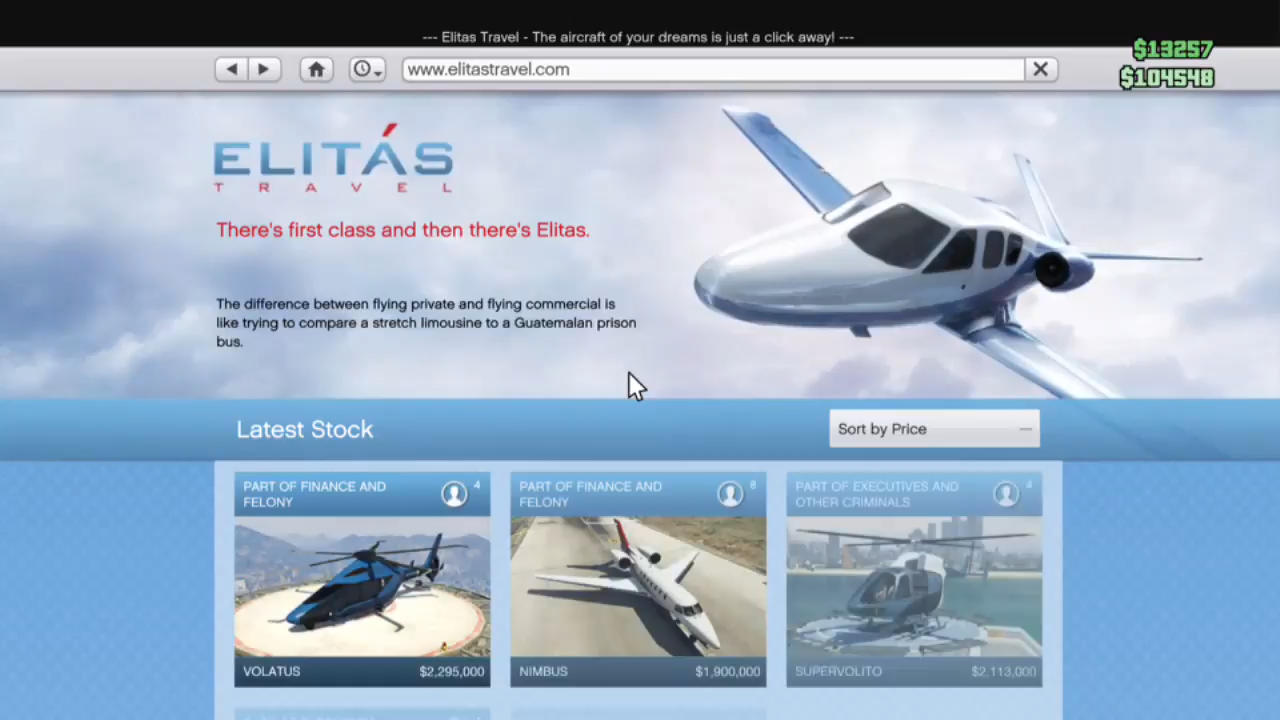 --- Elitas Travel - The aircraft of your dreams is just a click away! ---
www.elitastravel.com
$13257
$104548
ELITÁS
TRAVEL
There's first class and then there's Elitas.
The difference between flying private and flying commercial is
like trying to compare a stretch limousine to a Guatemalan prison
bus.
Latest Stock
Sort by Price
PART OF FINANCE AND
FELONY
4
PART OF FINANCE AND
FELONY
8
PART OF EXECUTIVES AND
OTHER CRIMINALS
4
VOLATUS
$2,295,000
NIMBUS
$1,900,000
SUPERVOLITO
$2,113,000